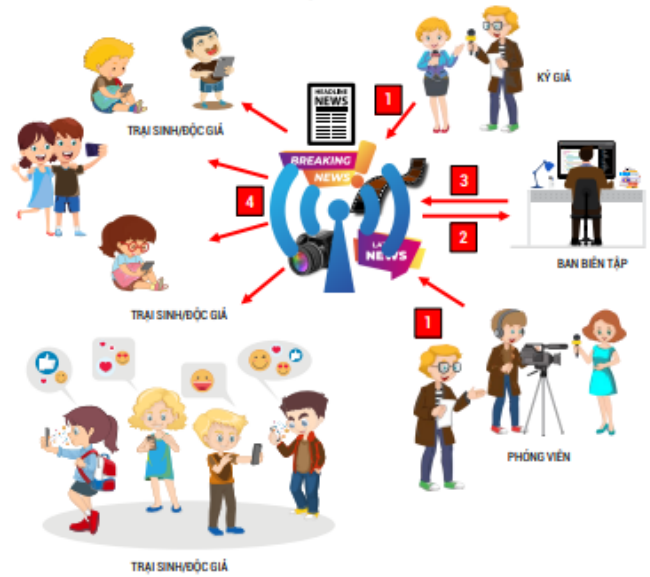 KÝ GIẢ
HEADLINE
NEWS
1
TRẠI SINH/ĐỘC GIẢ
BREAKING
NEWS
3
4
2
LATEST
NEWS
BAN BIÊN TẬP
TRẠI SINH/ĐỘC GIẢ
1
PHÓNG VIÊN
TRẠI SINH/ĐỘC GIẢ